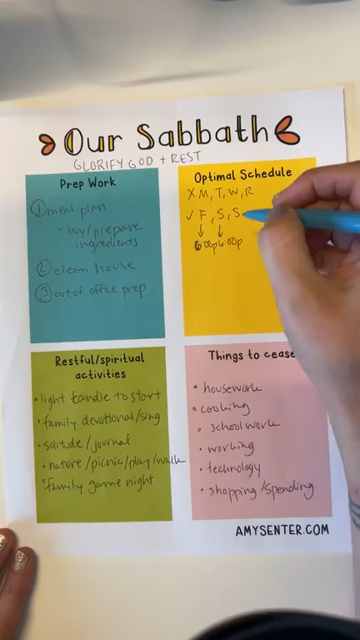 Our Sabbath
GLORIFY GOD + REST
Prep Work
① meal plan
- buy/prepare
ingredients
② clean house
③ out of office prep
Optimal Schedule
X M, T, W, R
✓ F, S, S
↓ ↓
6:00p 6:00p
Restful/spiritual
activities
• light candle to start
• family devotional/sing
• solitude/journal
• nature/picnic/play/walk
• family game night
Things to cease
• housework
• cooking
• schoolwork
• working
• technology
• shopping/spending
AMYSENTER.COM